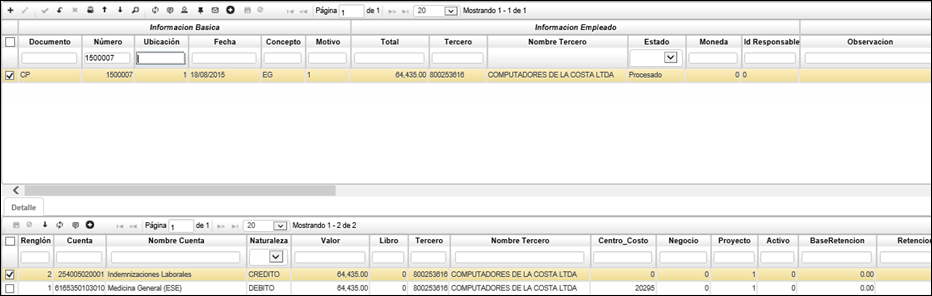 Página 1 de 1 20 Mostrando 1 - 1 de 1
Informacion Basica Informacion Empleado
Documento Número Ubicación Fecha Concepto Motivo Total Tercero Nombre Tercero Estado Moneda Id Responsable Observacion
1500007
CP 1500007 1 18/08/2015 EG 1 64,435.00 800253616 COMPUTADORES DE LA COSTA LTDA Procesado 0 0
Detalle
Página 1 de 1 20 Mostrando 1 - 2 de 2
Renglón Cuenta Nombre Cuenta Naturaleza Valor Libro Tercero Nombre Tercero Centro_Costo Negocio Proyecto Activo BaseRetencion Retencion
2 254005020001 Indemnizaciones Laborales CREDITO 64,435.00 0 800253616 COMPUTADORES DE LA COSTA LTDA 0 0 1 0 0.00
1 6165350103010 Medicina General (ESE) DEBITO 64,435.00 0 800253616 COMPUTADORES DE LA COSTA LTDA 20295 0 1 0 0.00